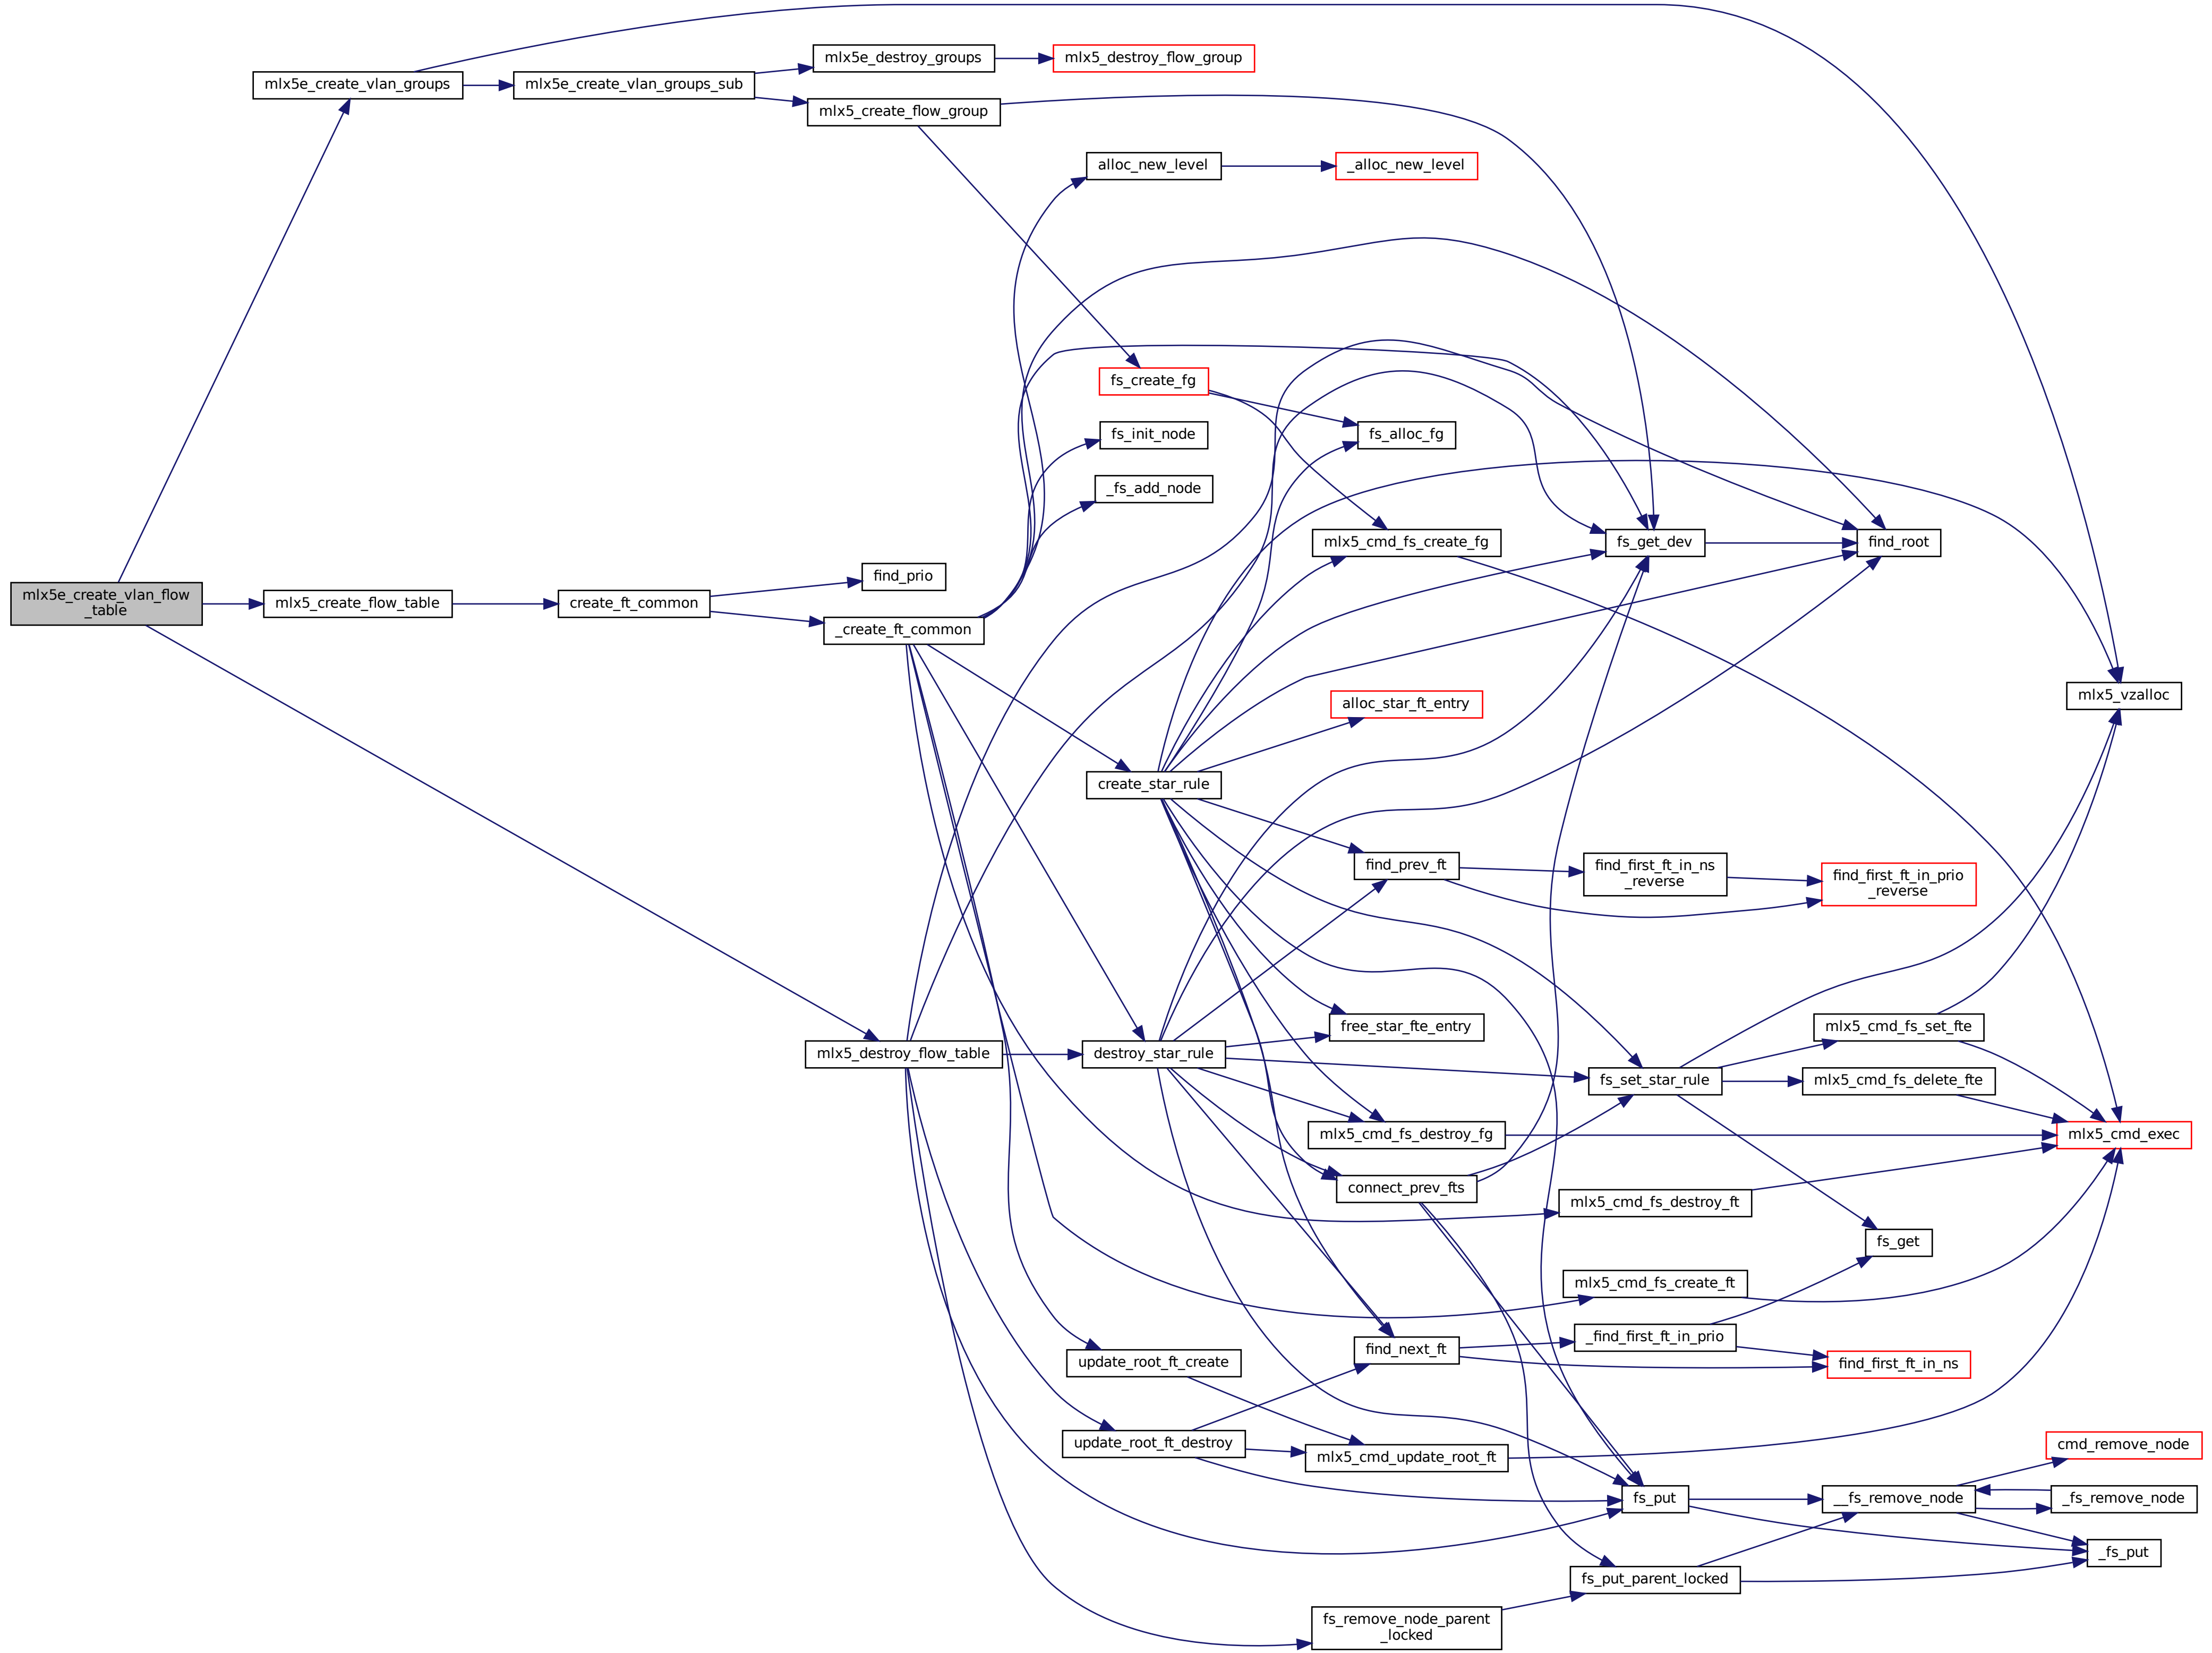 mlx5e_create_vlan_flow
_table
mlx5e_create_vlan_groups
mlx5_create_flow_table
mlx5e_create_vlan_groups_sub
create_ft_common
mlx5e_destroy_groups
mlx5_create_flow_group
find_prio
_create_ft_common
mlx5_destroy_flow_table
mlx5_destroy_flow_group
alloc_new_level
fs_create_fg
fs_init_node
_fs_add_node
create_star_rule
destroy_star_rule
update_root_ft_create
update_root_ft_destroy
_alloc_new_level
fs_alloc_fg
mlx5_cmd_fs_create_fg
alloc_star_ft_entry
find_prev_ft
free_star_fte_entry
mlx5_cmd_fs_destroy_fg
connect_prev_fts
find_next_ft
mlx5_cmd_update_root_ft
fs_remove_node_parent
_locked
fs_get_dev
find_first_ft_in_ns
_reverse
fs_set_star_rule
mlx5_cmd_fs_destroy_ft
mlx5_cmd_fs_create_ft
_find_first_ft_in_prio
fs_put
fs_put_parent_locked
find_root
find_first_ft_in_prio
_reverse
mlx5_cmd_fs_set_fte
mlx5_cmd_fs_delete_fte
fs_get
find_first_ft_in_ns
__fs_remove_node
mlx5_vzalloc
mlx5_cmd_exec
cmd_remove_node
_fs_remove_node
_fs_put